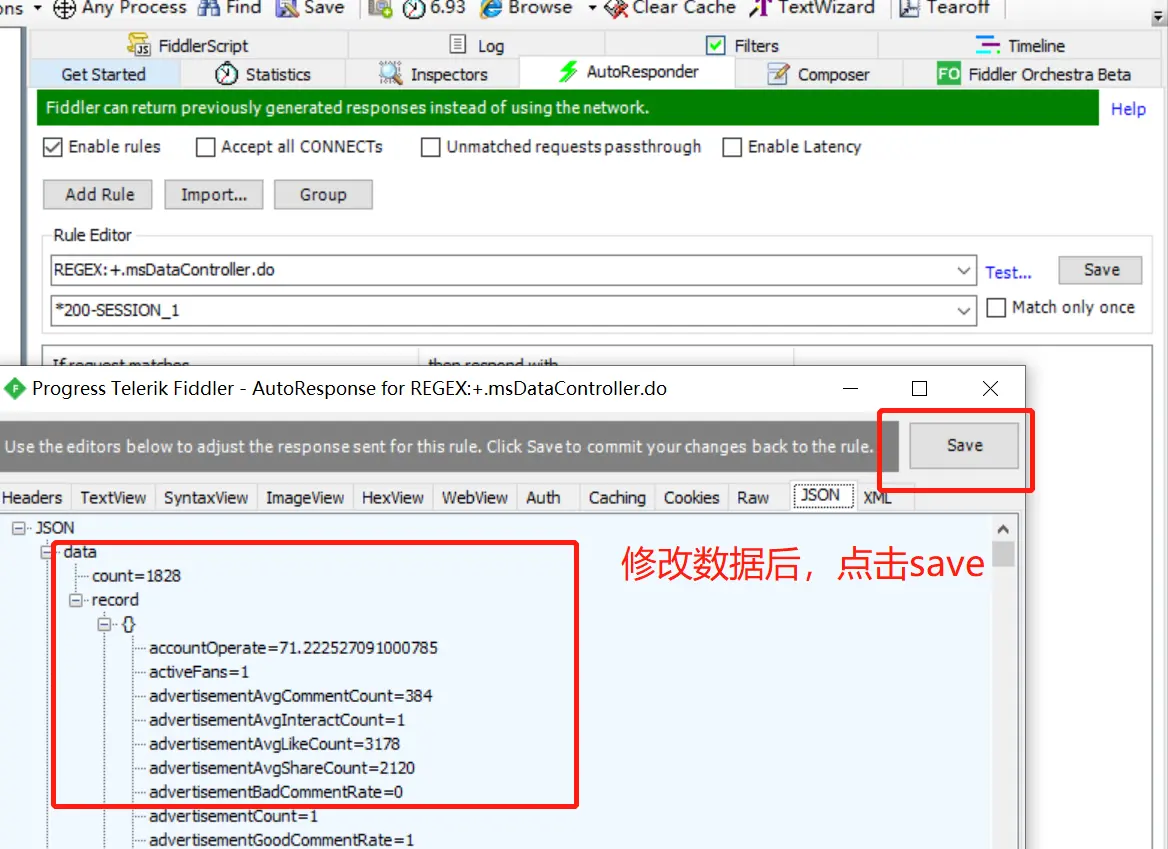 ons Any Process Find Save 6.93 Browse Clear Cache TextWizard Tearoff
FiddlerScript Log Filters Timeline
Get Started Statistics Inspectors AutoResponder Composer FO Fiddler Orchestra Beta
Fiddler can return previously generated responses instead of using the network. Help
Enable rules Accept all CONNECTs Unmatched requests passthrough Enable Latency
Add Rule Import... Group
Rule Editor
REGEX:+.msDataController.do Test... Save
*200-SESSION_1 Match only once
If request matches then respond with
Progress Telerik Fiddler - AutoResponse for REGEX:+.msDataController.do
Use the editors below to adjust the response sent for this rule. Click Save to commit your changes back to the rule. Save
Headers TextView SyntaxView ImageView HexView WebView Auth Caching Cookies Raw JSON XML
JSON
data
修改数据后，点击save
count=1828
record
{}
accountOperate=71.222527091000785
activeFans=1
advertisementAvgCommentCount=384
advertisementAvgInteractCount=1
advertisementAvgLikeCount=3178
advertisementAvgShareCount=2120
advertisementBadCommentRate=0
advertisementCount=1
advertisementGoodCommentRate=1